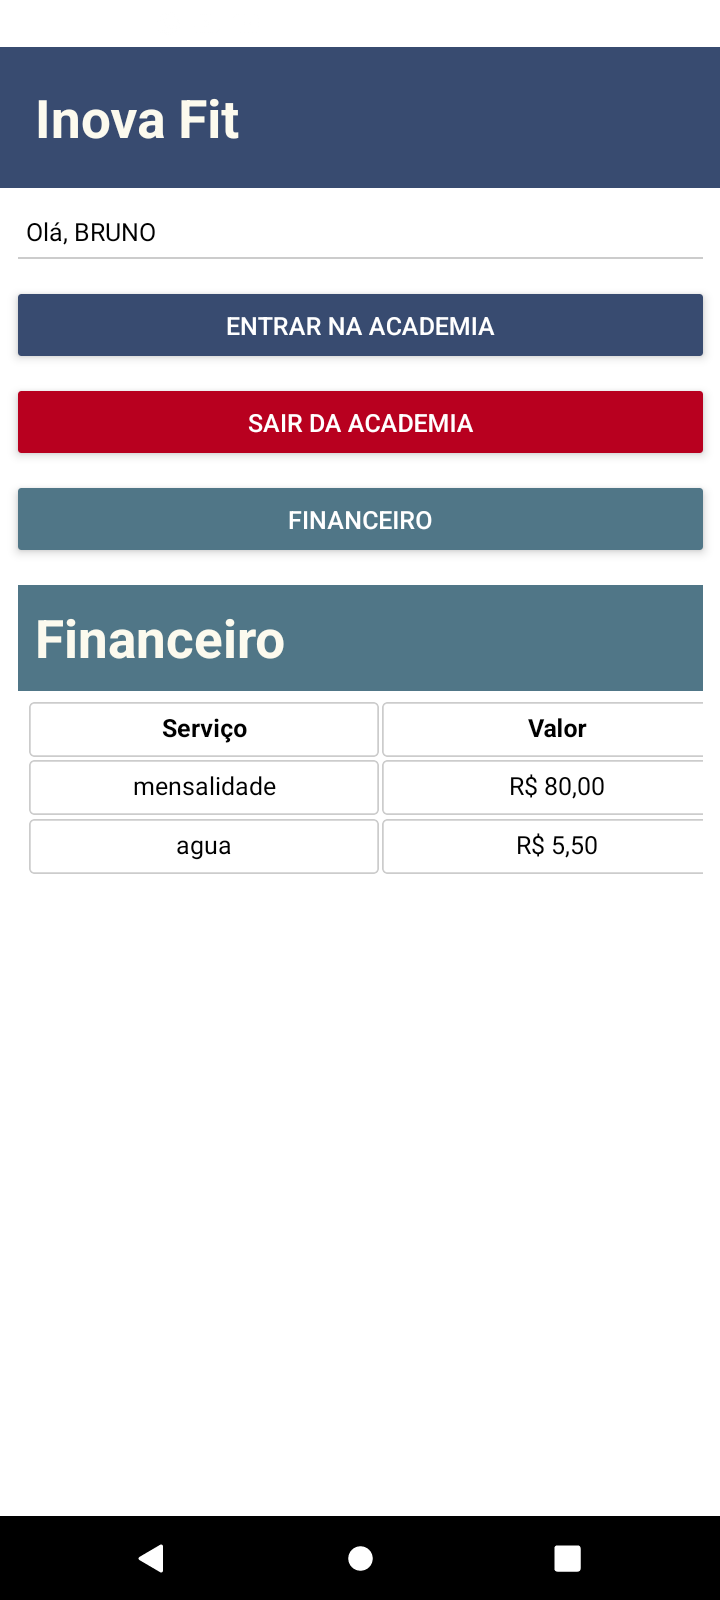 Inova Fit
Olá, BRUNO
ENTRAR NA ACADEMIA
SAIR DA ACADEMIA
FINANCEIRO
Financeiro
Serviço Valor
mensalidade R$ 80,00
agua R$ 5,50